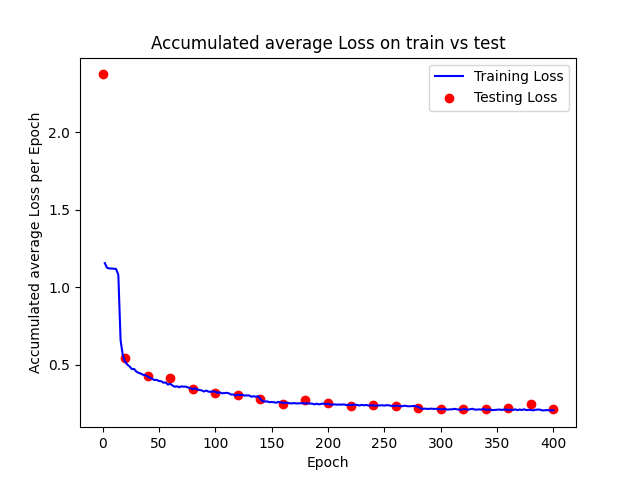 Accumulated average Loss on train vs test
Training Loss
Testing Loss
Accumulated average Loss per Epoch
2.0
1.5
1.0
0.5
0 50 100 150 200 250 300 350 400
Epoch